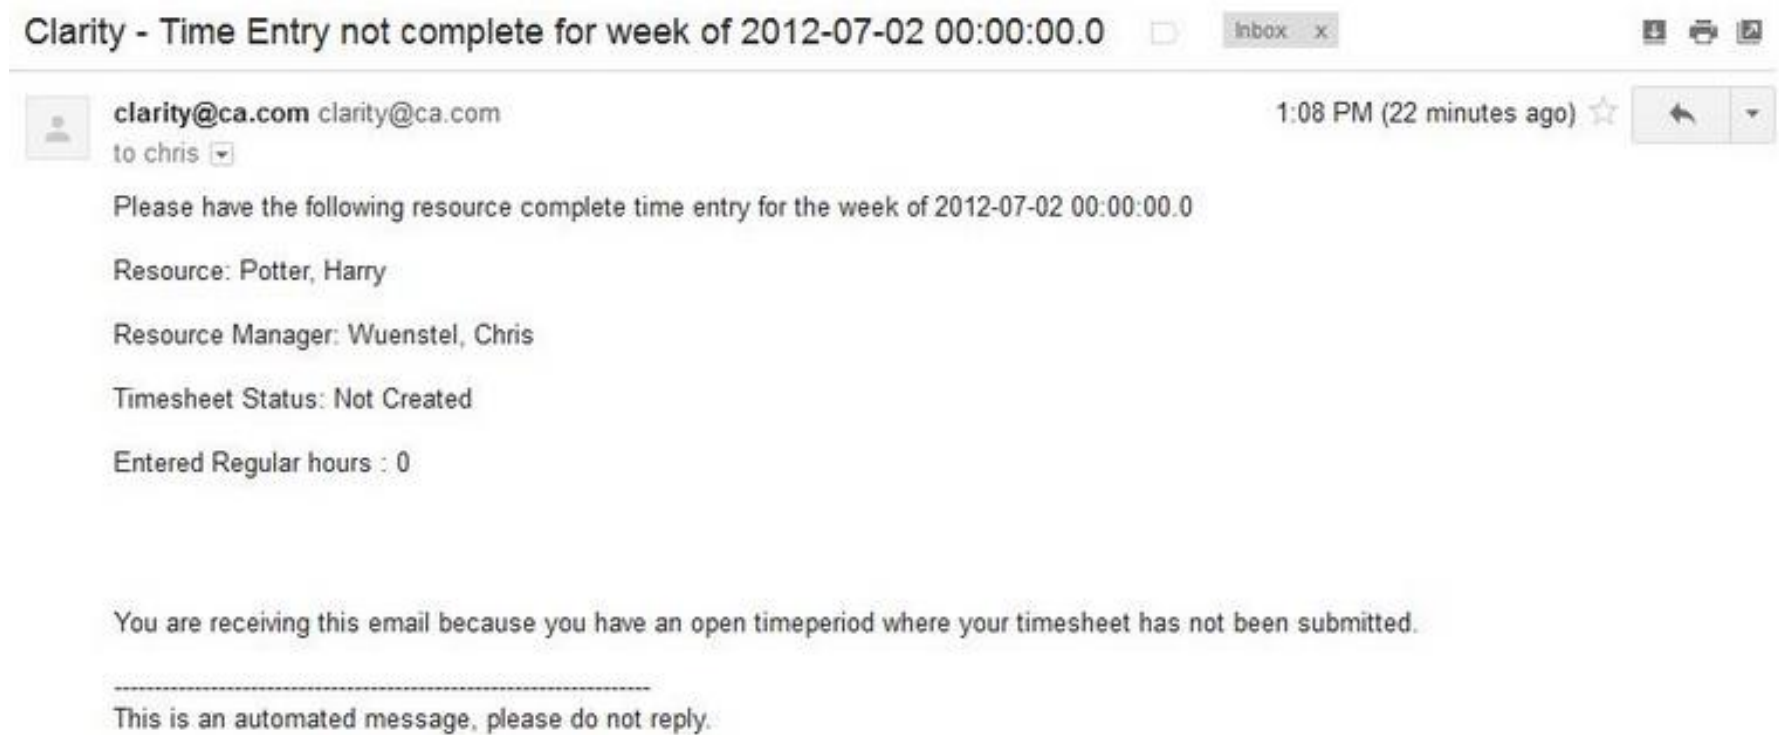 Clarity - Time Entry not complete for week of 2012-07-02 00:00:00.0 Inbox x
clarity@ca.com clarity@ca.com 1:08 PM (22 minutes ago)
to chris
Please have the following resource complete time entry for the week of 2012-07-02 00:00:00.0
Resource: Potter, Harry
Resource Manager: Wuenstel, Chris
Timesheet Status: Not Created
Entered Regular hours : 0
You are receiving this email because you have an open timeperiod where your timesheet has not been submitted.
-------------------------------------------------------------------
This is an automated message, please do not reply.